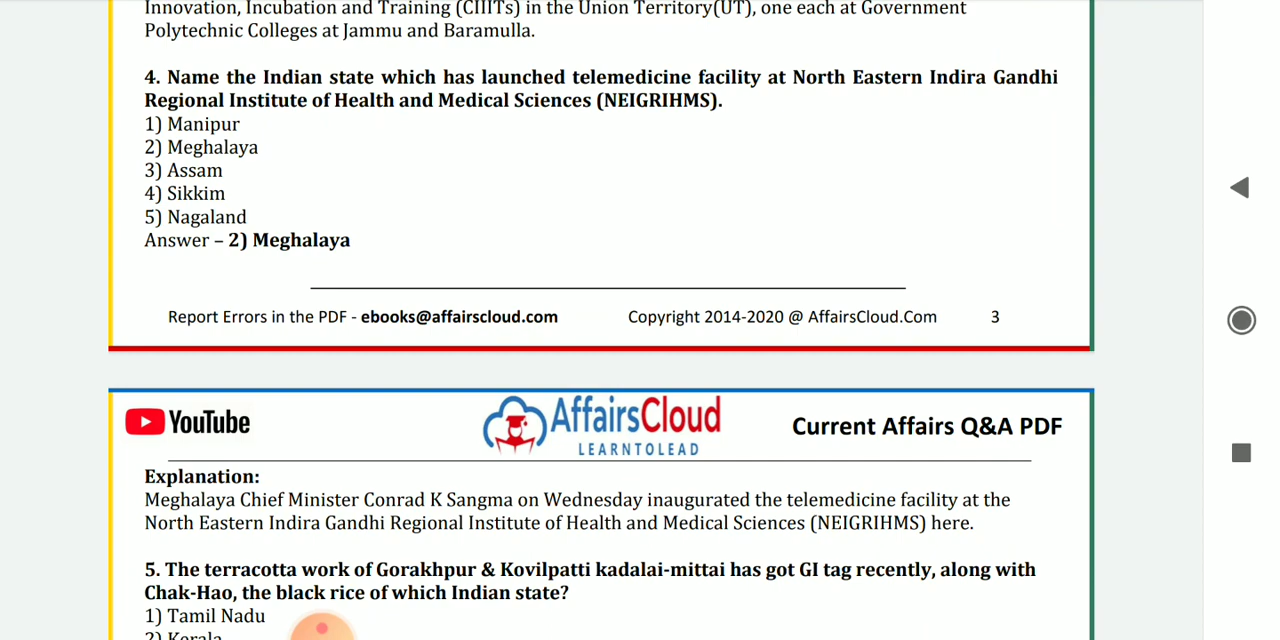 Innovation, Incubation and Training (CIIITs) in the Union Territory(UT), one each at Government
Polytechnic Colleges at Jammu and Baramulla.
4. Name the Indian state which has launched telemedicine facility at North Eastern Indira Gandhi
Regional Institute of Health and Medical Sciences (NEIGRIHMS).
1) Manipur
2) Meghalaya
3) Assam
4) Sikkim
5) Nagaland
Answer – 2) Meghalaya
Report Errors in the PDF - ebooks@affairscloud.com Copyright 2014-2020 @ AffairsCloud.Com 3
YouTube AffairsCloud Current Affairs Q&A PDF
LEARNTOLEAD
Explanation:
Meghalaya Chief Minister Conrad K Sangma on Wednesday inaugurated the telemedicine facility at the
North Eastern Indira Gandhi Regional Institute of Health and Medical Sciences (NEIGRIHMS) here.
5. The terracotta work of Gorakhpur & Kovilpatti kadalai-mittai has got GI tag recently, along with
Chak-Hao, the black rice of which Indian state?
1) Tamil Nadu
2) Kerala